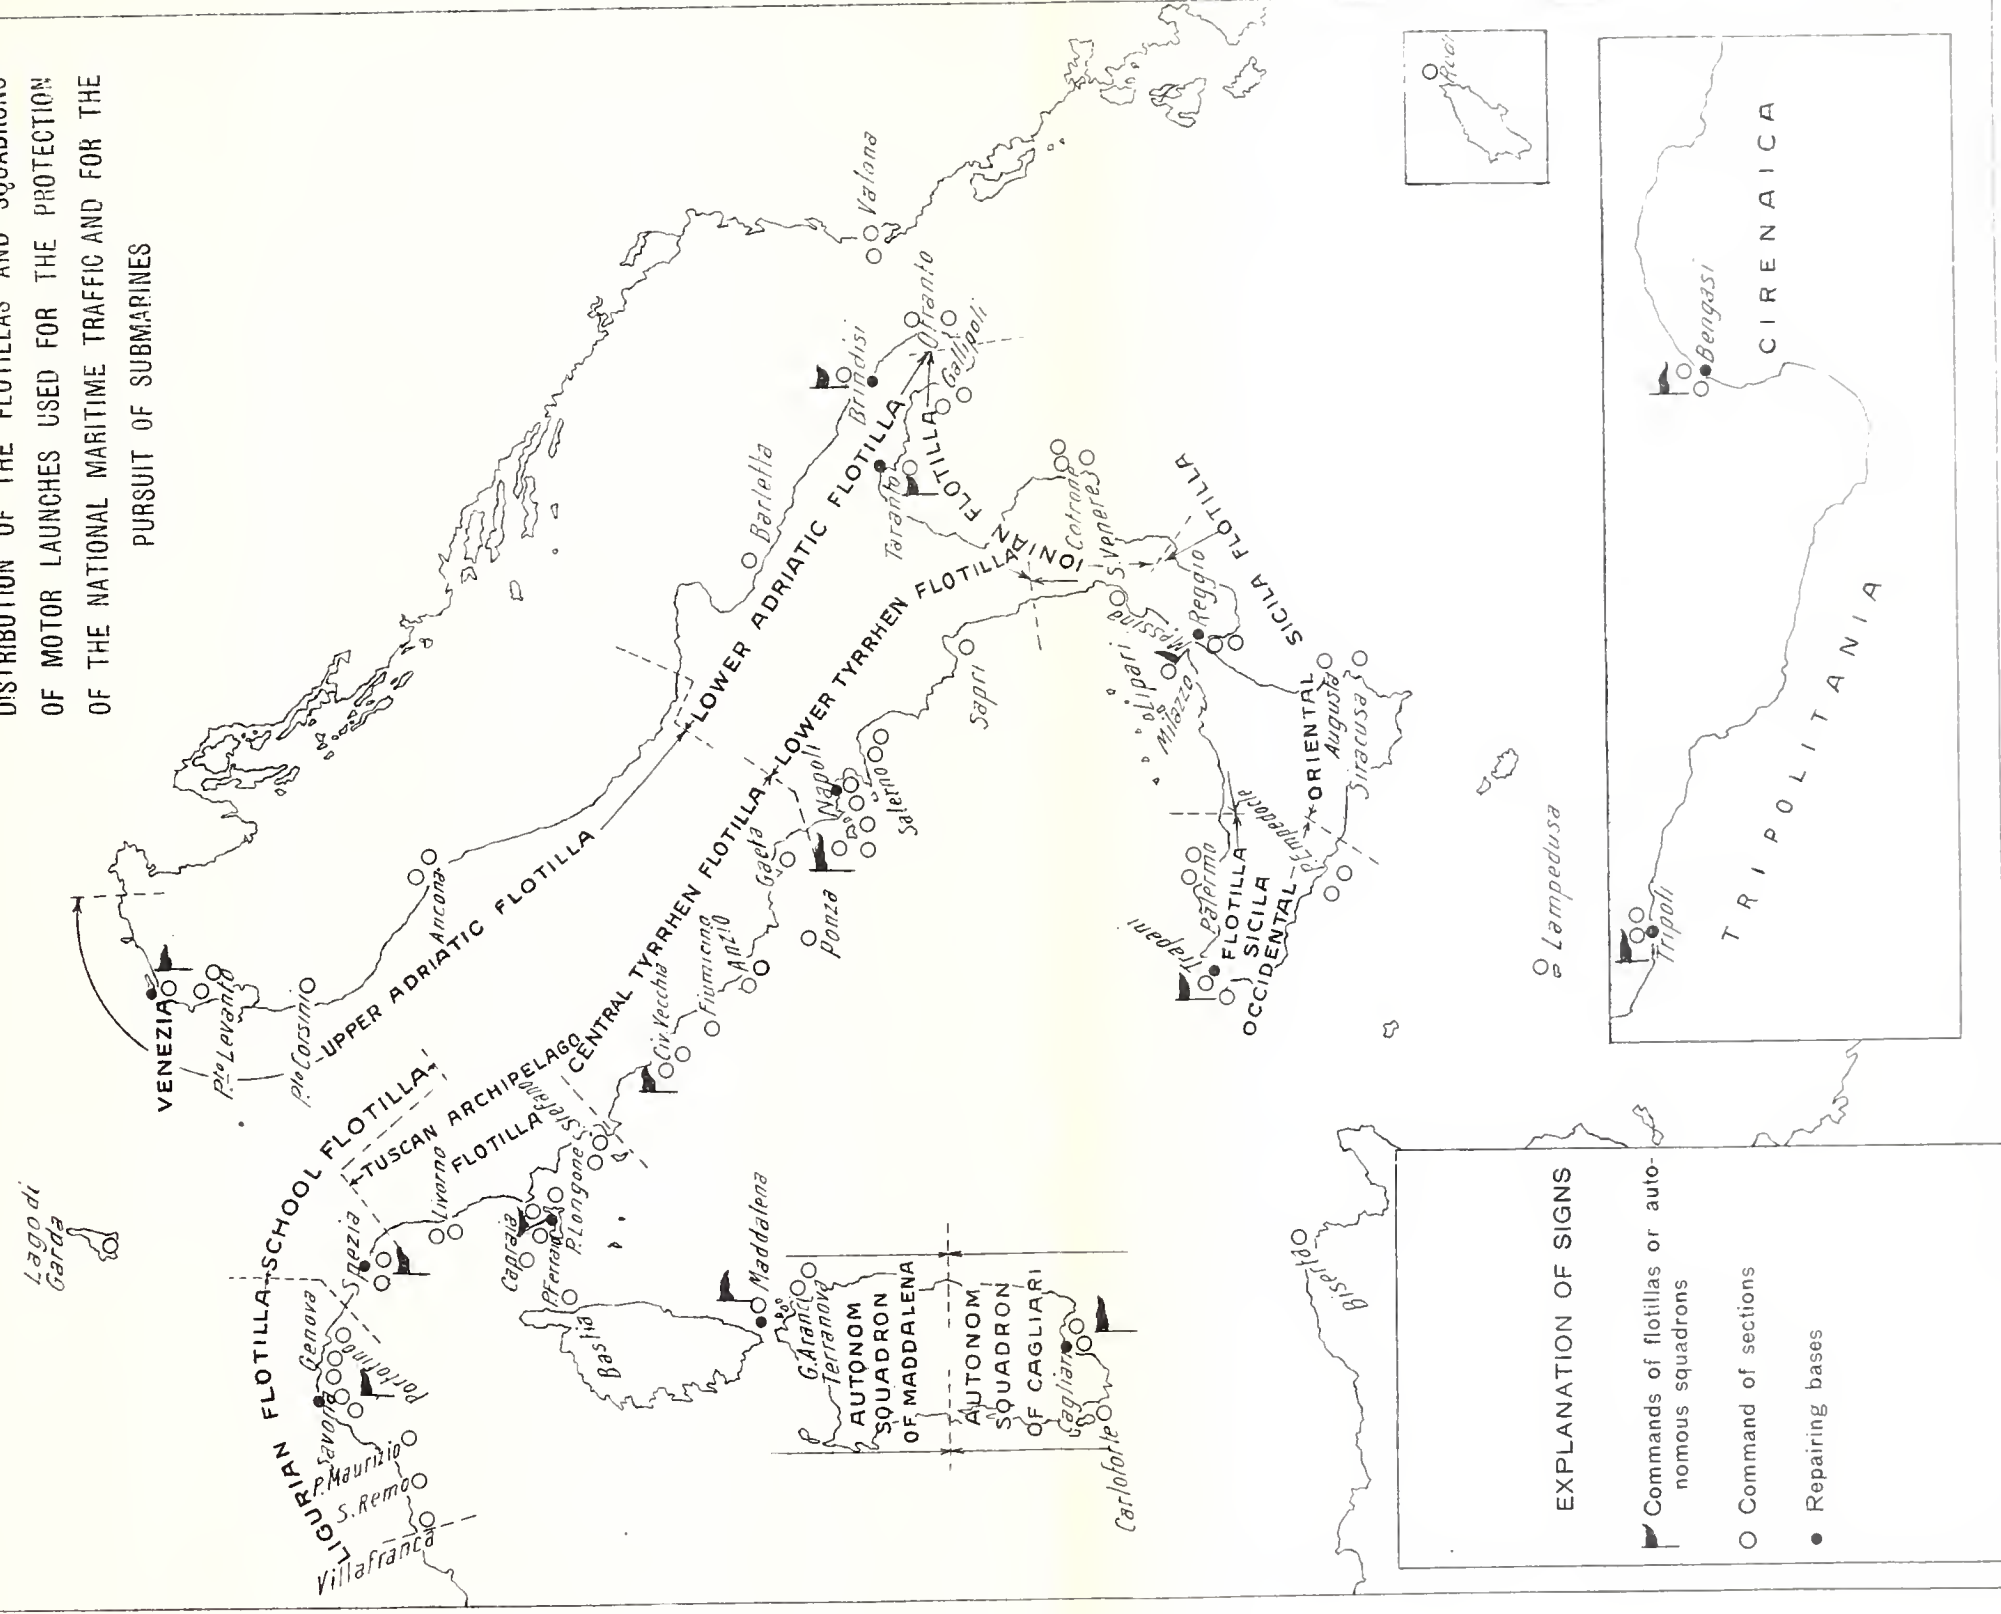 DISTRIBUTION OF THE FLOTILLAS AND SQUADRONS
OF MOTOR LAUNCHES USED FOR THE PROTECTION
OF THE NATIONAL MARITIME TRAFFIC AND FOR THE
PURSUIT OF SUBMARINES
Lago di
Garda
VENEZIA
P.to Levante
P.to Corsini
Ancona
UPPER ADRIATIC FLOTILLA
LOWER ADRIATIC FLOTILLA
Barletta
Brindisi
Otranto
Gallipoli
Taranto
Valona
IONIAN FLOTILLA
Cotrone
S. Venere
LIGURIAN FLOTILLA
SCHOOL FLOTILLA
Villafranca
S. Remo
P. Maurizio
Savona
Genova
Portofino
Spezia
TUSCAN ARCHIPELAGO
FLOTILLA
Livorno
Capraia
P. Ferraio
P. Longone
S. Stefano
Bastia
CENTRAL TYRRHEN FLOTILLA
Civ. Vecchia
Fiumicino
Anzio
Gaeta
Ponza
Napoli
Salerno
LOWER TYRRHEN FLOTILLA
Sapri
Lipari
Milazzo
Messina
Reggio
SICILA FLOTILLA
ORIENTAL
Augusta
Siracusa
P. Empedocle
Trapani
Palermo
FLOTILLA
SICILA
OCCIDENTAL
Maddalena
G. Aranci
Terranova
AUTONOM
SQUADRON
OF MADDALENA
AUTONOM
SQUADRON
OF CAGLIARI
Cagliari
Carloforte
Biserta
Lampedusa
Tripoli
TRIPOLITANIA
Bengasi
CIRENAICA
EXPLANATION OF SIGNS
Commands of flotillas or auto-
nomous squadrons
Command of sections
Repairing bases